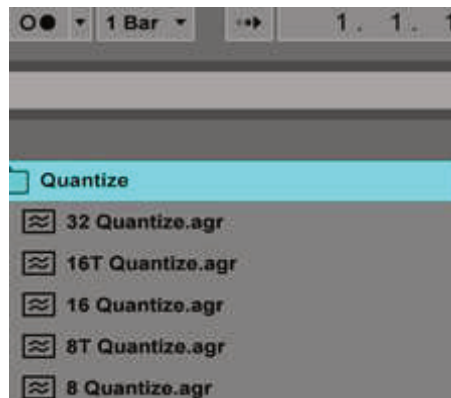 1 Bar 1. 1. 1
Quantize
32 Quantize.agr
16T Quantize.agr
16 Quantize.agr
8T Quantize.agr
8 Quantize.agr